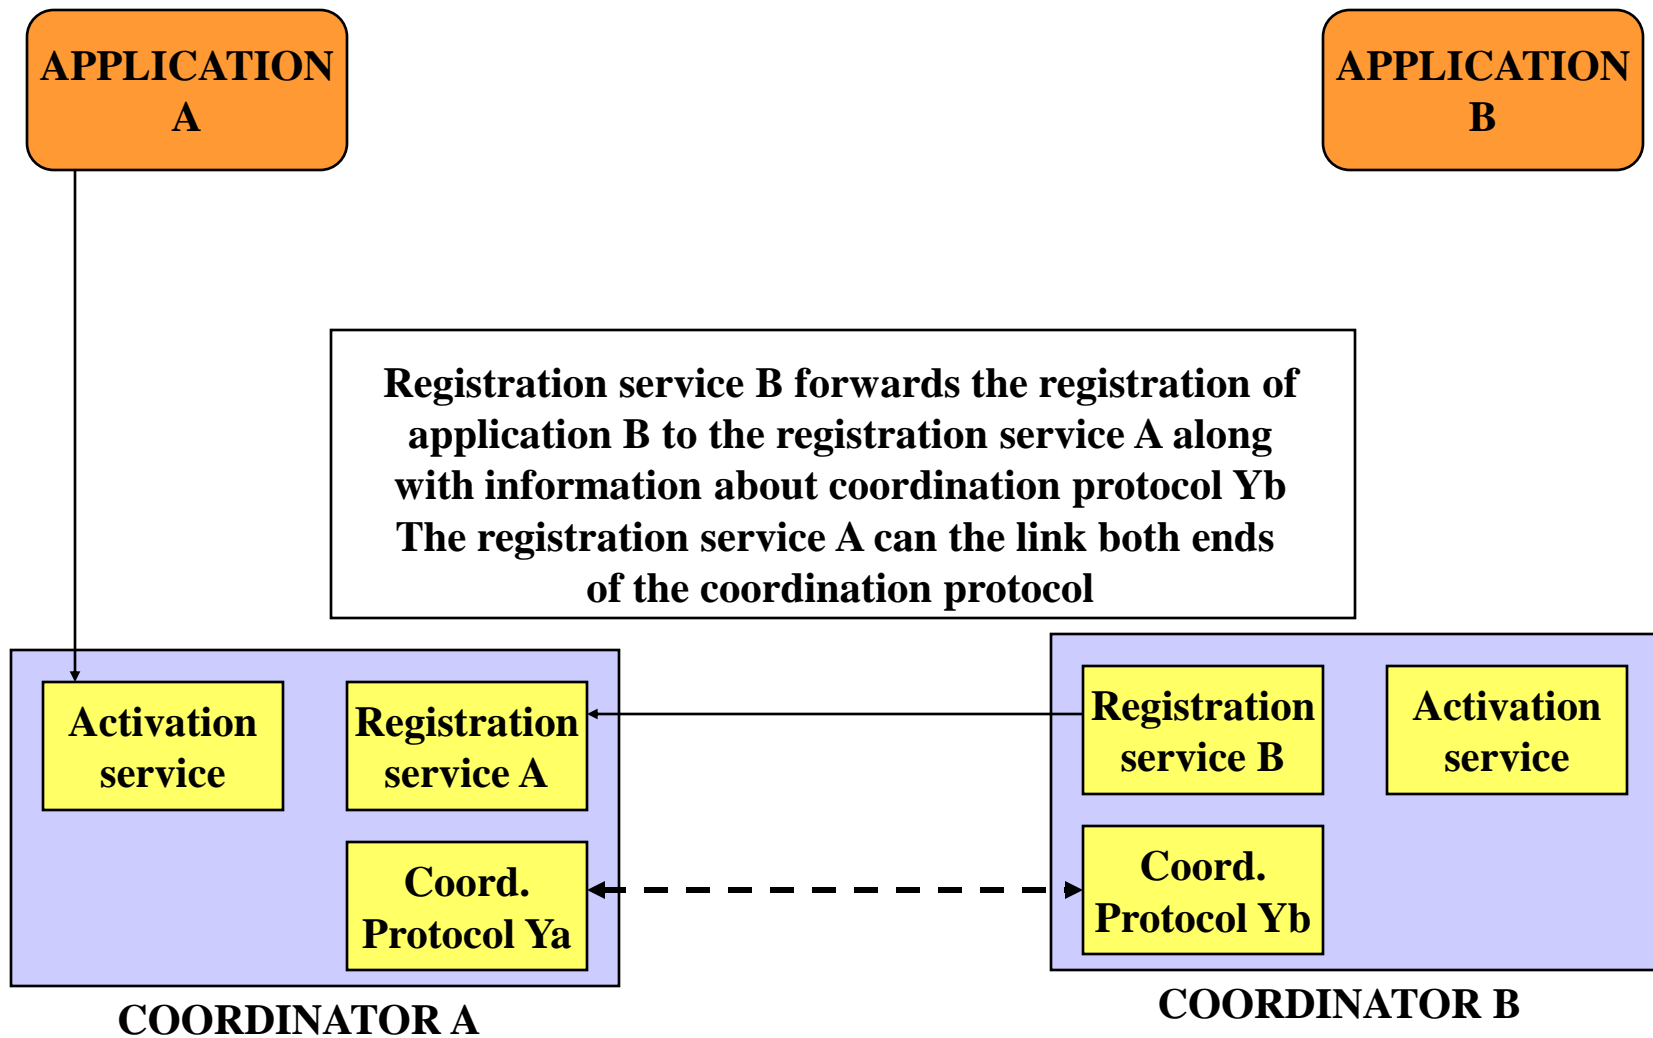 APPLICATION
A
APPLICATION
B
Registration service B forwards the registration of
application B to the registration service A along
with information about coordination protocol Yb
The registration service A can the link both ends
of the coordination protocol
Activation
service
Registration
service A
Coord.
Protocol Ya
COORDINATOR A
Registration
service B
Activation
service
Coord.
Protocol Yb
COORDINATOR B